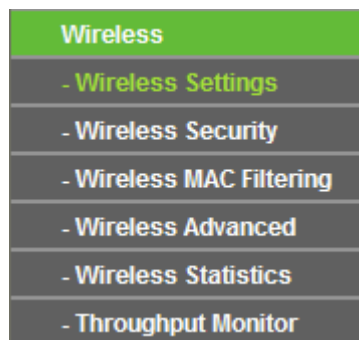 Wireless
- Wireless Settings
- Wireless Security
- Wireless MAC Filtering
- Wireless Advanced
- Wireless Statistics
- Throughput Monitor